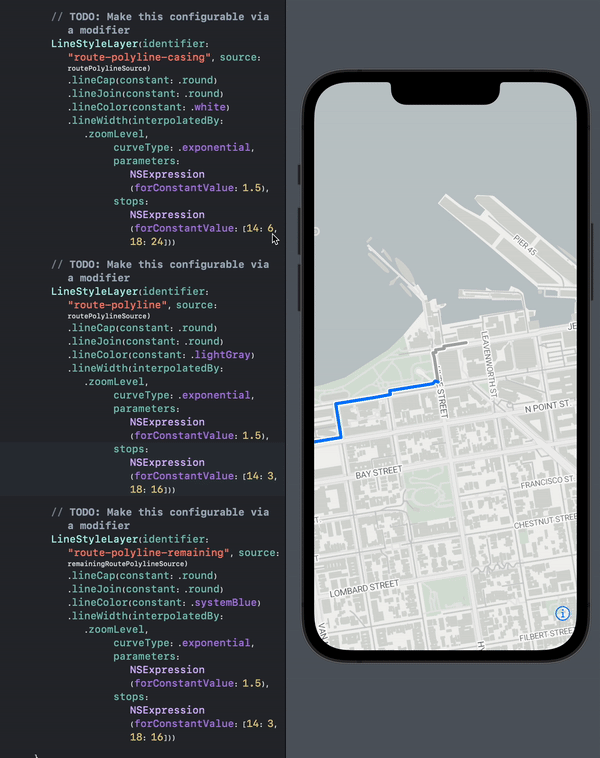 // TODO: Make this configurable via
a modifier
LineStyleLayer(identifier:
"route-polyline-casing", source:
routePolylineSource)
.lineCap(constant: .round)
.lineJoin(constant: .round)
.lineColor(constant: .white)
.lineWidth(interpolatedBy:
.zoomLevel,
curveType: .exponential,
parameters:
NSExpression
(forConstantValue: 1.5),
stops:
NSExpression
(forConstantValue: [14: 6,
18: 24]))
// TODO: Make this configurable via
a modifier
LineStyleLayer(identifier:
"route-polyline", source:
routePolylineSource)
.lineCap(constant: .round)
.lineJoin(constant: .round)
.lineColor(constant: .lightGray)
.lineWidth(interpolatedBy:
.zoomLevel,
curveType: .exponential,
parameters:
NSExpression
(forConstantValue: 1.5),
stops:
NSExpression
(forConstantValue: [14: 3,
18: 16]))
// TODO: Make this configurable via
a modifier
LineStyleLayer(identifier:
"route-polyline-remaining", source:
remainingRoutePolylineSource)
.lineCap(constant: .round)
.lineJoin(constant: .round)
.lineColor(constant: .systemBlue)
.lineWidth(interpolatedBy:
.zoomLevel,
curveType: .exponential,
parameters:
NSExpression
(forConstantValue: 1.5),
stops:
NSExpression
(forConstantValue: [14: 3,
18: 16]))
}
PIER 45
JE
LEAVENWORTH ST
STREET
N POINT ST
BAY STREET
FRANCISCO ST
CHESTNUT STREE
LOMBARD STREET
VAN
HY
FILBERT STREE
i